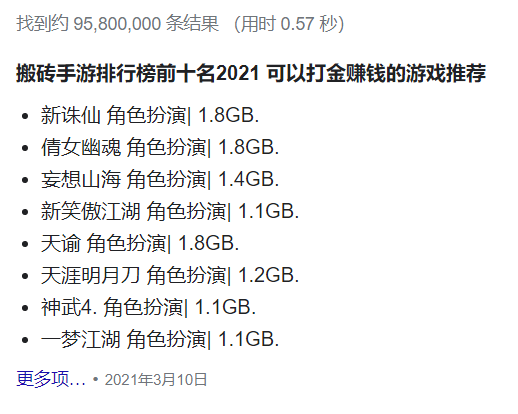 找到约 95,800,000 条结果 （用时 0.57 秒）
搬砖手游排行榜前十名2021 可以打金赚钱的游戏推荐
• 新诛仙 角色扮演| 1.8GB.
• 倩女幽魂 角色扮演| 1.8GB.
• 妄想山海 角色扮演| 1.4GB.
• 新笑傲江湖 角色扮演| 1.1GB.
• 天谕 角色扮演| 1.8GB.
• 天涯明月刀 角色扮演| 1.2GB.
• 神武4. 角色扮演| 1.1GB.
• 一梦江湖 角色扮演| 1.1GB.
更多项… • 2021年3月10日